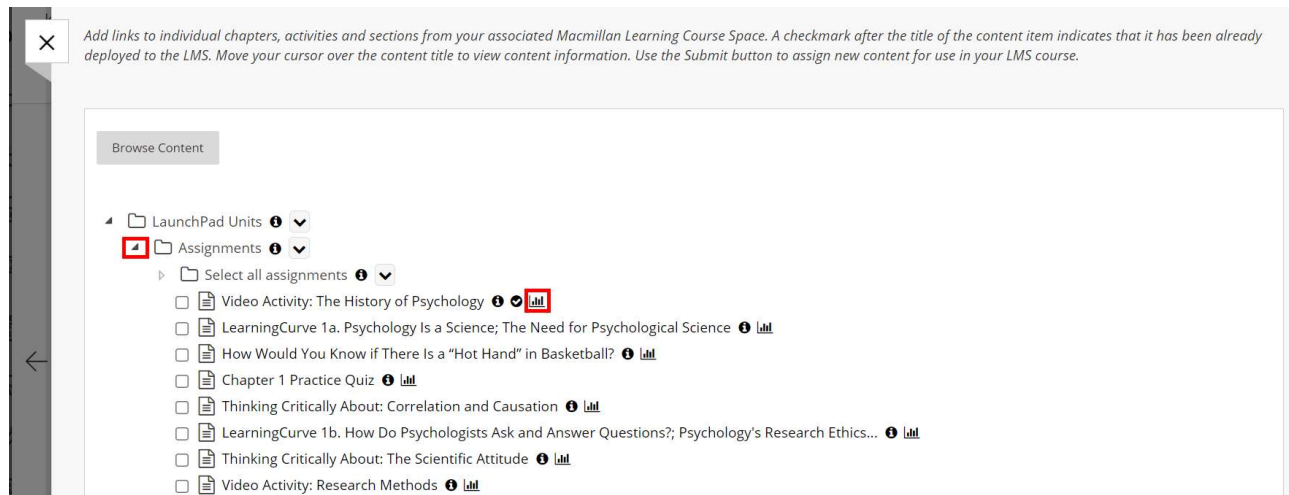 Add links to individual chapters, activities and sections from your associated Macmillan Learning Course Space. A checkmark after the title of the content item indicates that it has been already
deployed to the LMS. Move your cursor over the content title to view content information. Use the Submit button to assign new content for use in your LMS course.
Browse Content
LaunchPad Units
Assignments
Select all assignments
Video Activity: The History of Psychology
LearningCurve 1a. Psychology Is a Science; The Need for Psychological Science
How Would You Know if There Is a “Hot Hand” in Basketball?
Chapter 1 Practice Quiz
Thinking Critically About: Correlation and Causation
LearningCurve 1b. How Do Psychologists Ask and Answer Questions?; Psychology's Research Ethics...
Thinking Critically About: The Scientific Attitude
Video Activity: Research Methods